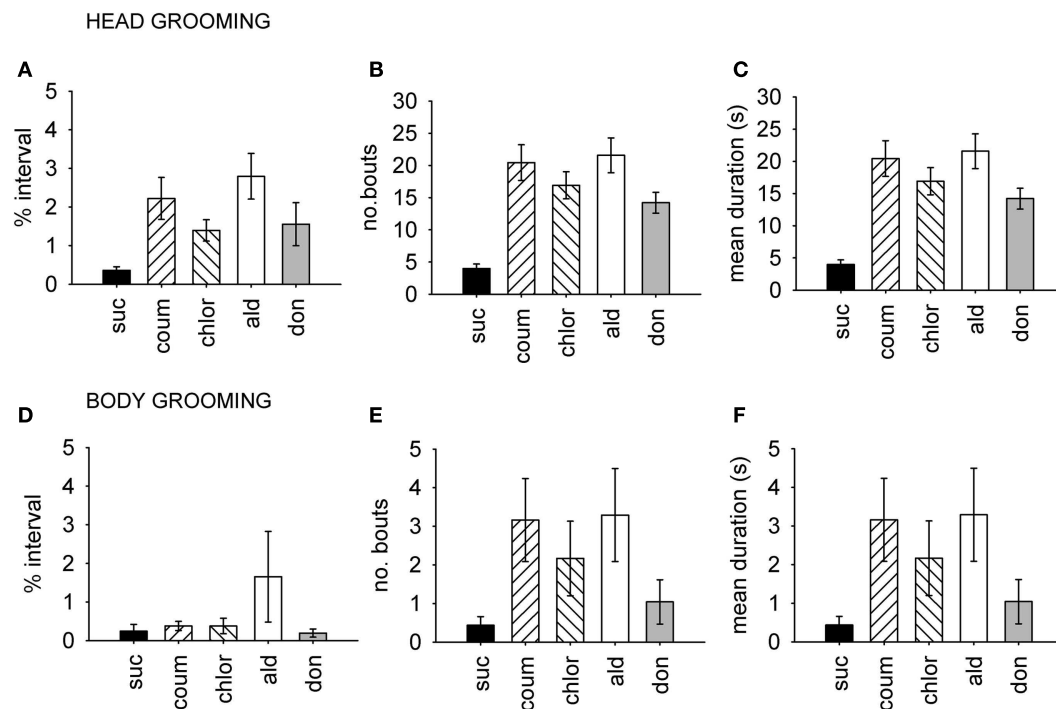 HEAD GROOMING
A
% interval
5
4
3
2
1
0
suc
coum
chlor
ald
don
B
no.bouts
30
25
20
15
10
5
0
suc
coum
chlor
ald
don
C
mean duration (s)
30
25
20
15
10
5
0
suc
coum
chlor
ald
don
BODY GROOMING
D
% interval
5
4
3
2
1
0
suc
coum
chlor
ald
don
E
no. bouts
5
4
3
2
1
0
suc
coum
chlor
ald
don
F
mean duration (s)
5
4
3
2
1
0
suc
coum
chlor
ald
don